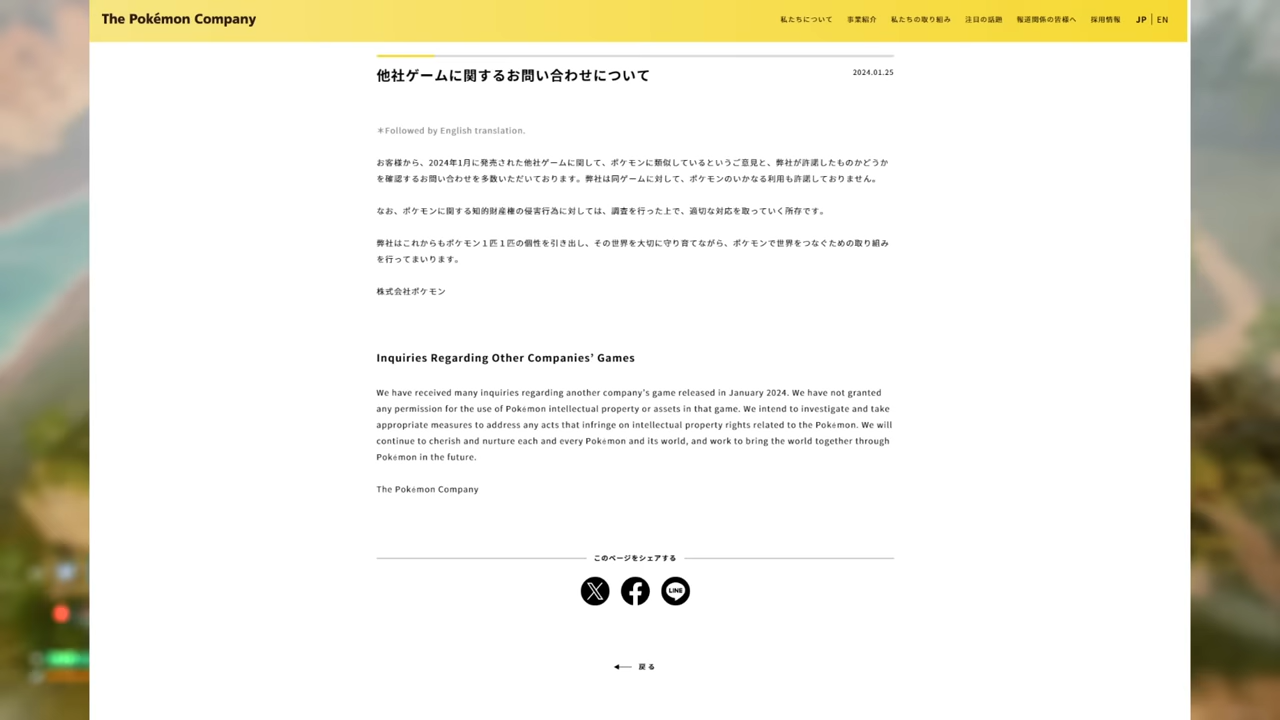 The Pokémon Company
私たちについて 事業紹介 私たちの取り組み 注目の話題 報道関係の皆様へ 採用情報 JP | EN
他社ゲームに関するお問い合わせについて
2024.01.25
＊Followed by English translation.
お客様から、2024年1月に発売された他社ゲームに関して、ポケモンに類似しているというご意見と、弊社が許諾したものかどうか
を確認するお問い合わせを多数いただいております。弊社は同ゲームに対して、ポケモンのいかなる利用も許諾しておりません。
なお、ポケモンに関する知的財産権の侵害行為に対しては、調査を行った上で、適切な対応を取っていく所存です。
弊社はこれからもポケモン１匹１匹の個性を引き出し、その世界を大切に守り育てながら、ポケモンで世界をつなぐための取り組み
を行ってまいります。
株式会社ポケモン
Inquiries Regarding Other Companies’ Games
We have received many inquiries regarding another company’s game released in January 2024. We have not granted
any permission for the use of Pokémon intellectual property or assets in that game. We intend to investigate and take
appropriate measures to address any acts that infringe on intellectual property rights related to the Pokémon. We will
continue to cherish and nurture each and every Pokémon and its world, and work to bring the world together through
Pokémon in the future.
The Pokémon Company
このページをシェアする
LINE
戻る